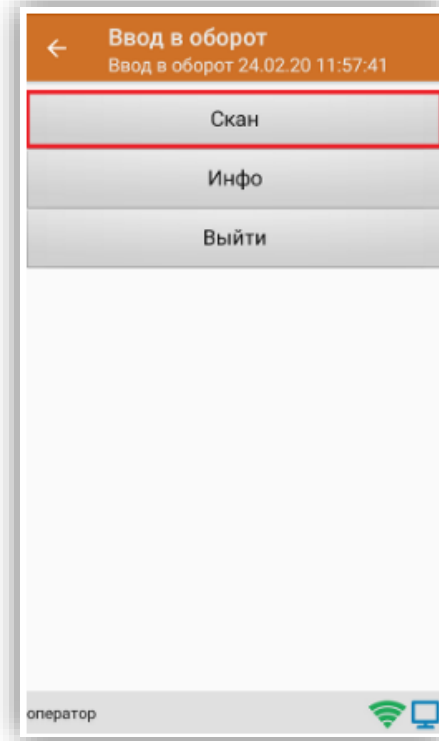 Ввод в оборот
Ввод в оборот 24.02.20 11:57:41
Скан
Инфо
Выйти
оператор